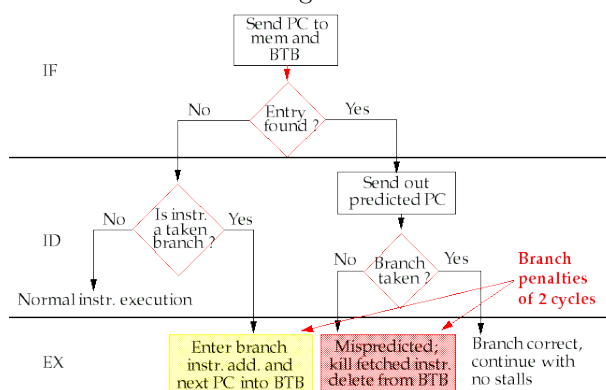 Send PC to
mem and
BTB
IF
No
Entry
found ?
Yes
Send out
predicted PC
No
Is instr.
a taken
branch ?
Yes
ID
No
Branch
taken ?
Yes
Branch
penalties
of 2 cycles
Normal instr. execution
EX
Enter branch
instr. add. and
next PC into BTB
Mispredicted;
kill fetched instr.
delete from BTB
Branch correct,
continue with
no stalls